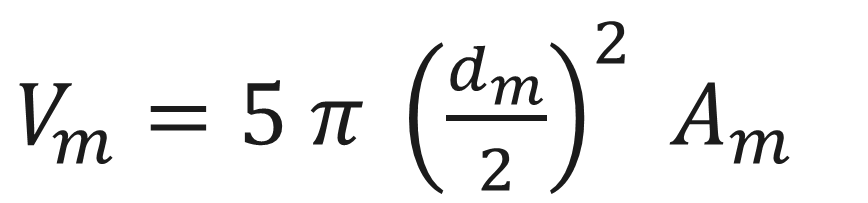 V_m = 5 π (d_m/2)^2 A_m